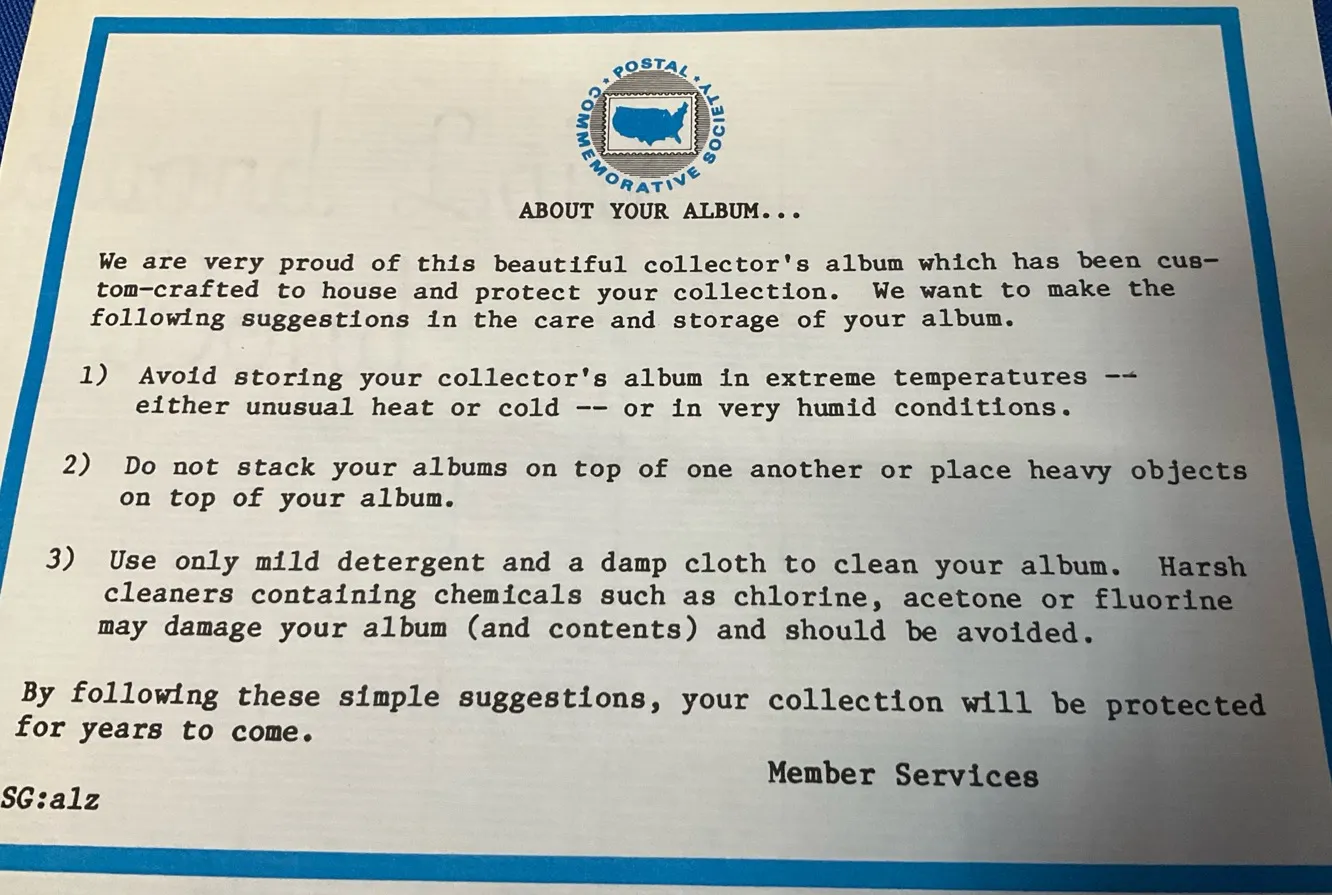 POSTAL
COMMEMORATIVE SOCIETY
ABOUT YOUR ALBUM...
We are very proud of this beautiful collector's album which has been cus-
tom-crafted to house and protect your collection. We want to make the
following suggestions in the care and storage of your album.
1) Avoid storing your collector's album in extreme temperatures --
either unusual heat or cold -- or in very humid conditions.
2) Do not stack your albums on top of one another or place heavy objects
on top of your album.
3) Use only mild detergent and a damp cloth to clean your album. Harsh
cleaners containing chemicals such as chlorine, acetone or fluorine
may damage your album (and contents) and should be avoided.
By following these simple suggestions, your collection will be protected
for years to come.
Member Services
SG:alz